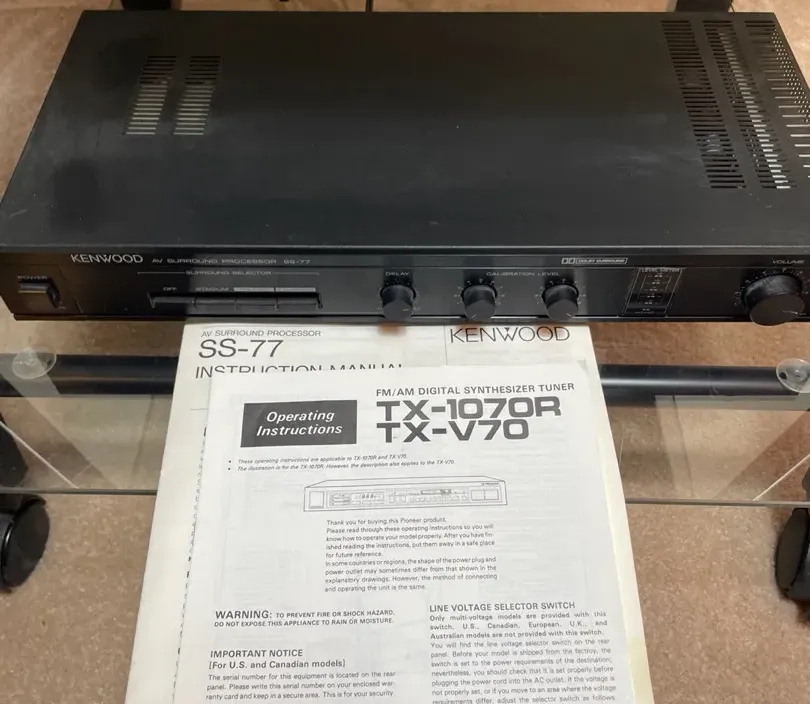 KENWOOD AV SURROUND PROCESSOR SS-77
DOLBY SURROUND
VOLUME
POWER
SURROUND SELECTOR
DELAY
CALIBRATION LEVEL
LEVEL METER
OFF STADIUM
AV SURROUND PROCESSOR
SS-77
KENWOOD
INSTRUCTION MANUAL
FM/AM DIGITAL SYNTHESIZER TUNER
Operating
Instructions
TX-1070R
TX-V70
• These operating instructions are applicable to TX-1070R and TX-V70.
• The illustration is for the TX-1070R. However, the description also applies to the TX-V70.
Thank you for buying this Pioneer product.
Please read through these operating instructions so you will
know how to operate your model properly. After you have fin-
ished reading the instructions, put them away in a safe place
for future reference.
In some countries or regions, the shape of the power plug and
power outlet may sometimes differ from that shown in the
explanatory drawings. However, the method of connecting
and operating the unit is the same.
WARNING: TO PREVENT FIRE OR SHOCK HAZARD,
DO NOT EXPOSE THIS APPLIANCE TO RAIN OR MOISTURE.
IMPORTANT NOTICE
[For U.S. and Canadian models]
The serial number for this equipment is located on the rear
panel. Please write this serial number on your enclosed war-
ranty card and keep in a secure area. This is for your security
LINE VOLTAGE SELECTOR SWITCH
Only multi-voltage models are provided with this
switch. U.S., Canadian, European, U.K., and
Australian models are not provided with this switch.
You will find the line voltage selector switch on the rear
panel. Before your model is shipped from the factroy, the
switch is set to the power requirements of the destination;
nevertheless, you should check that it is set properly before
plugging the power cord into the AC outlet. If the voltage is
not properly set, or if you move to an area where the voltage
requirements differ, adjust the selector switch as follows.